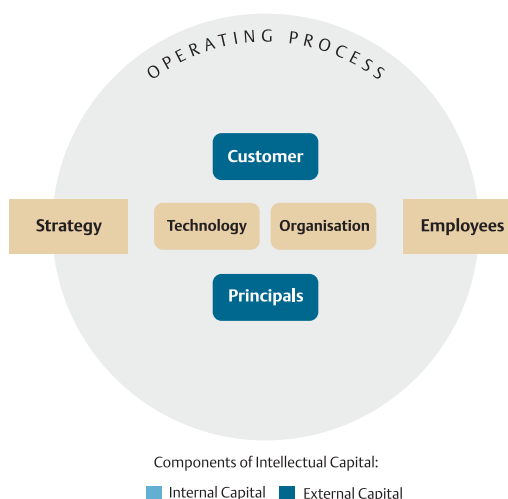 OPERATING PROCESS
Customer
Strategy
Technology
Organisation
Employees
Principals
Components of Intellectual Capital:
Internal Capital
External Capital